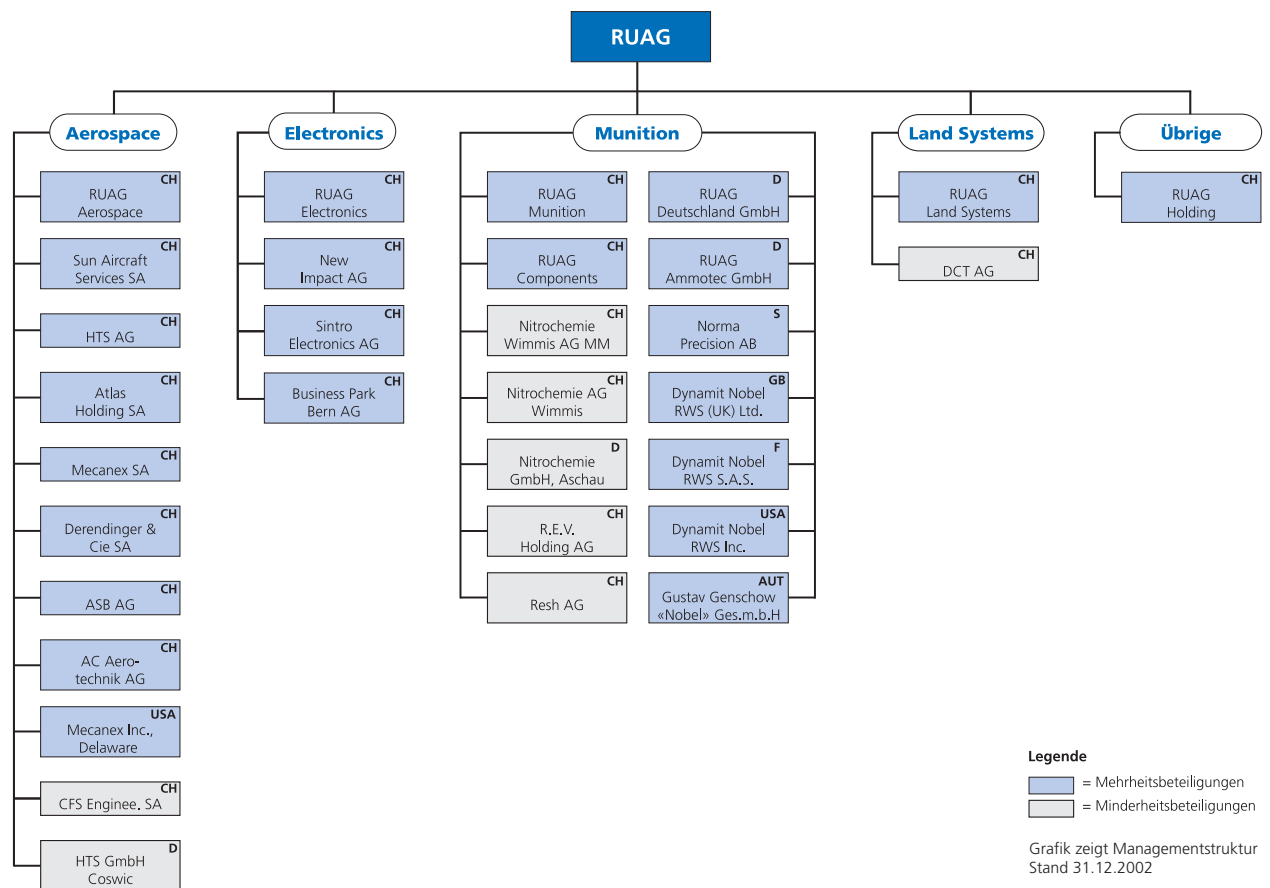 RUAG
Aerospace
CH
RUAG
Aerospace
CH
Sun Aircraft
Services SA
CH
HTS AG
CH
Atlas
Holding SA
CH
Mecanex SA
CH
Derendinger &
Cie SA
CH
ASB AG
CH
AC Aero-
technik AG
USA
Mecanex Inc.,
Delaware
CH
CFS Enginee. SA
D
HTS GmbH
Coswic
Electronics
CH
RUAG
Electronics
CH
New
Impact AG
CH
Sintro
Electronics AG
CH
Business Park
Bern AG
Munition
CH
RUAG
Munition
CH
RUAG
Components
CH
Nitrochemie
Wimmis AG MM
CH
Nitrochemie AG
Wimmis
D
Nitrochemie
GmbH, Aschau
CH
R.E.V.
Holding AG
CH
Resh AG
D
RUAG
Deutschland GmbH
D
RUAG
Ammotec GmbH
S
Norma
Precision AB
GB
Dynamit Nobel
RWS (UK) Ltd.
F
Dynamit Nobel
RWS S.A.S.
USA
Dynamit Nobel
RWS Inc.
AUT
Gustav Genschow
«Nobel» Ges.m.b.H
Land Systems
CH
RUAG
Land Systems
CH
DCT AG
Übrige
CH
RUAG
Holding
Legende
= Mehrheitsbeteiligungen
= Minderheitsbeteiligungen
Grafik zeigt Managementstruktur
Stand 31.12.2002